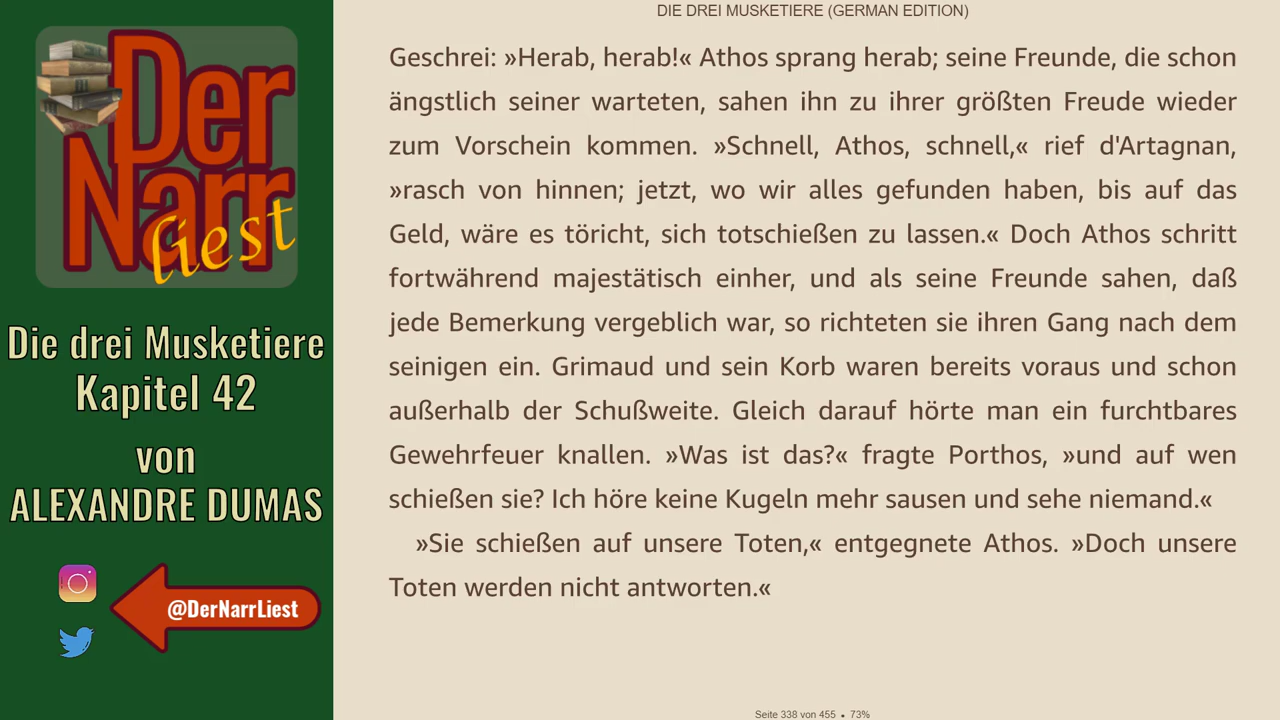 Der
Narr
liest
Die drei Musketiere
Kapitel 42
von
ALEXANDRE DUMAS
@DerNarrLiest
DIE DREI MUSKETIERE (GERMAN EDITION)
Geschrei: »Herab, herab!« Athos sprang herab; seine Freunde, die schon
ängstlich seiner warteten, sahen ihn zu ihrer größten Freude wieder
zum Vorschein kommen. »Schnell, Athos, schnell,« rief d'Artagnan,
»rasch von hinnen; jetzt, wo wir alles gefunden haben, bis auf das
Geld, wäre es töricht, sich totschießen zu lassen.« Doch Athos schritt
fortwährend majestätisch einher, und als seine Freunde sahen, daß
jede Bemerkung vergeblich war, so richteten sie ihren Gang nach dem
seinigen ein. Grimaud und sein Korb waren bereits voraus und schon
außerhalb der Schußweite. Gleich darauf hörte man ein furchtbares
Gewehrfeuer knallen. »Was ist das?« fragte Porthos, »und auf wen
schießen sie? Ich höre keine Kugeln mehr sausen und sehe niemand.«
»Sie schießen auf unsere Toten,« entgegnete Athos. »Doch unsere
Toten werden nicht antworten.«
Seite 338 von 455 • 73%